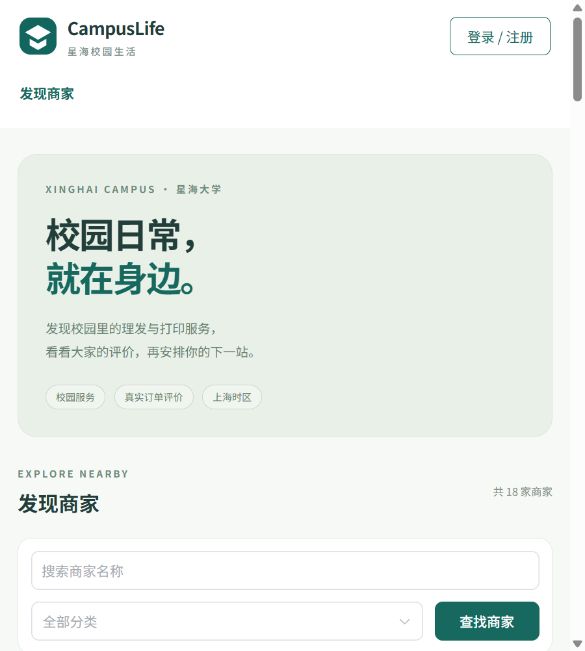 CampusLife
星海校园生活
登录 / 注册
发现商家
XINGHAI CAMPUS · 星海大学
校园日常，
就在身边。
发现校园里的理发与打印服务，
看看大家的评价，再安排你的下一站。
校园服务
真实订单评价
上海时区
EXPLORE NEARBY
发现商家
共 18 家商家
搜索商家名称
全部分类
查找商家